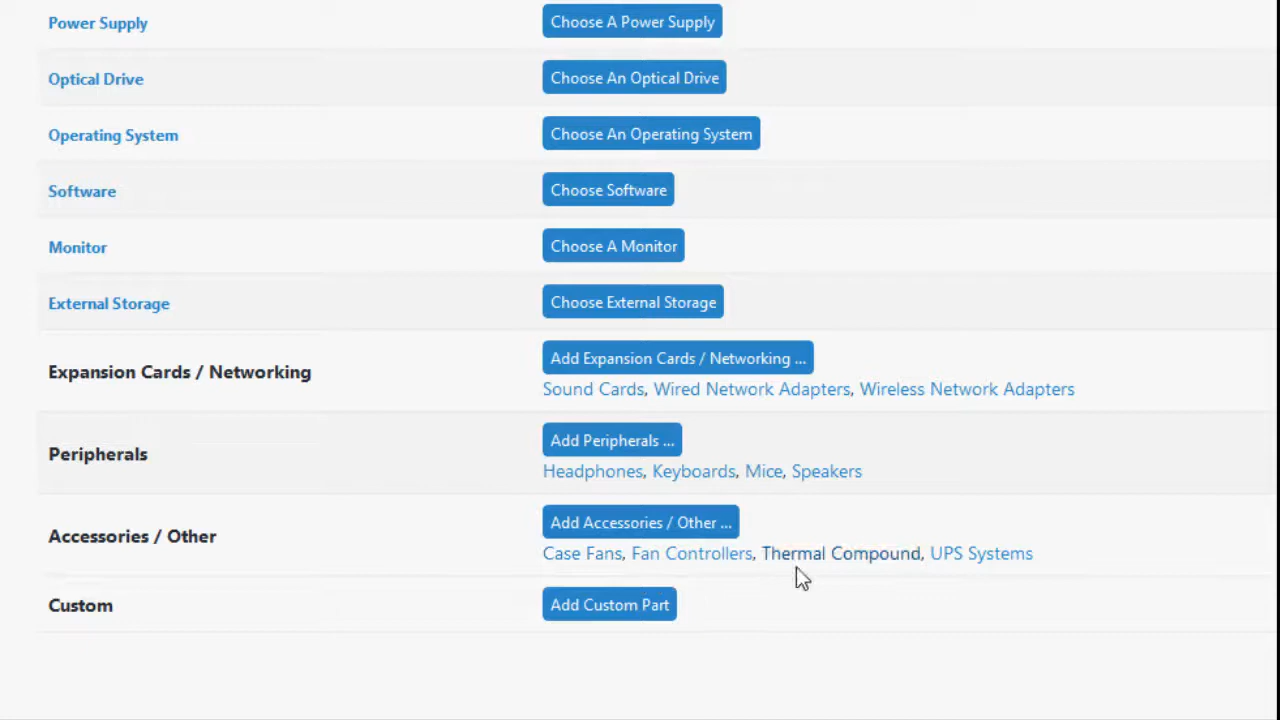 Power Supply Choose A Power Supply
Optical Drive Choose An Optical Drive
Operating System Choose An Operating System
Software Choose Software
Monitor Choose A Monitor
External Storage Choose External Storage
Expansion Cards / Networking Add Expansion Cards / Networking ...
Sound Cards, Wired Network Adapters, Wireless Network Adapters
Peripherals Add Peripherals ...
Headphones, Keyboards, Mice, Speakers
Accessories / Other Add Accessories / Other ...
Case Fans, Fan Controllers, Thermal Compound, UPS Systems
Custom Add Custom Part